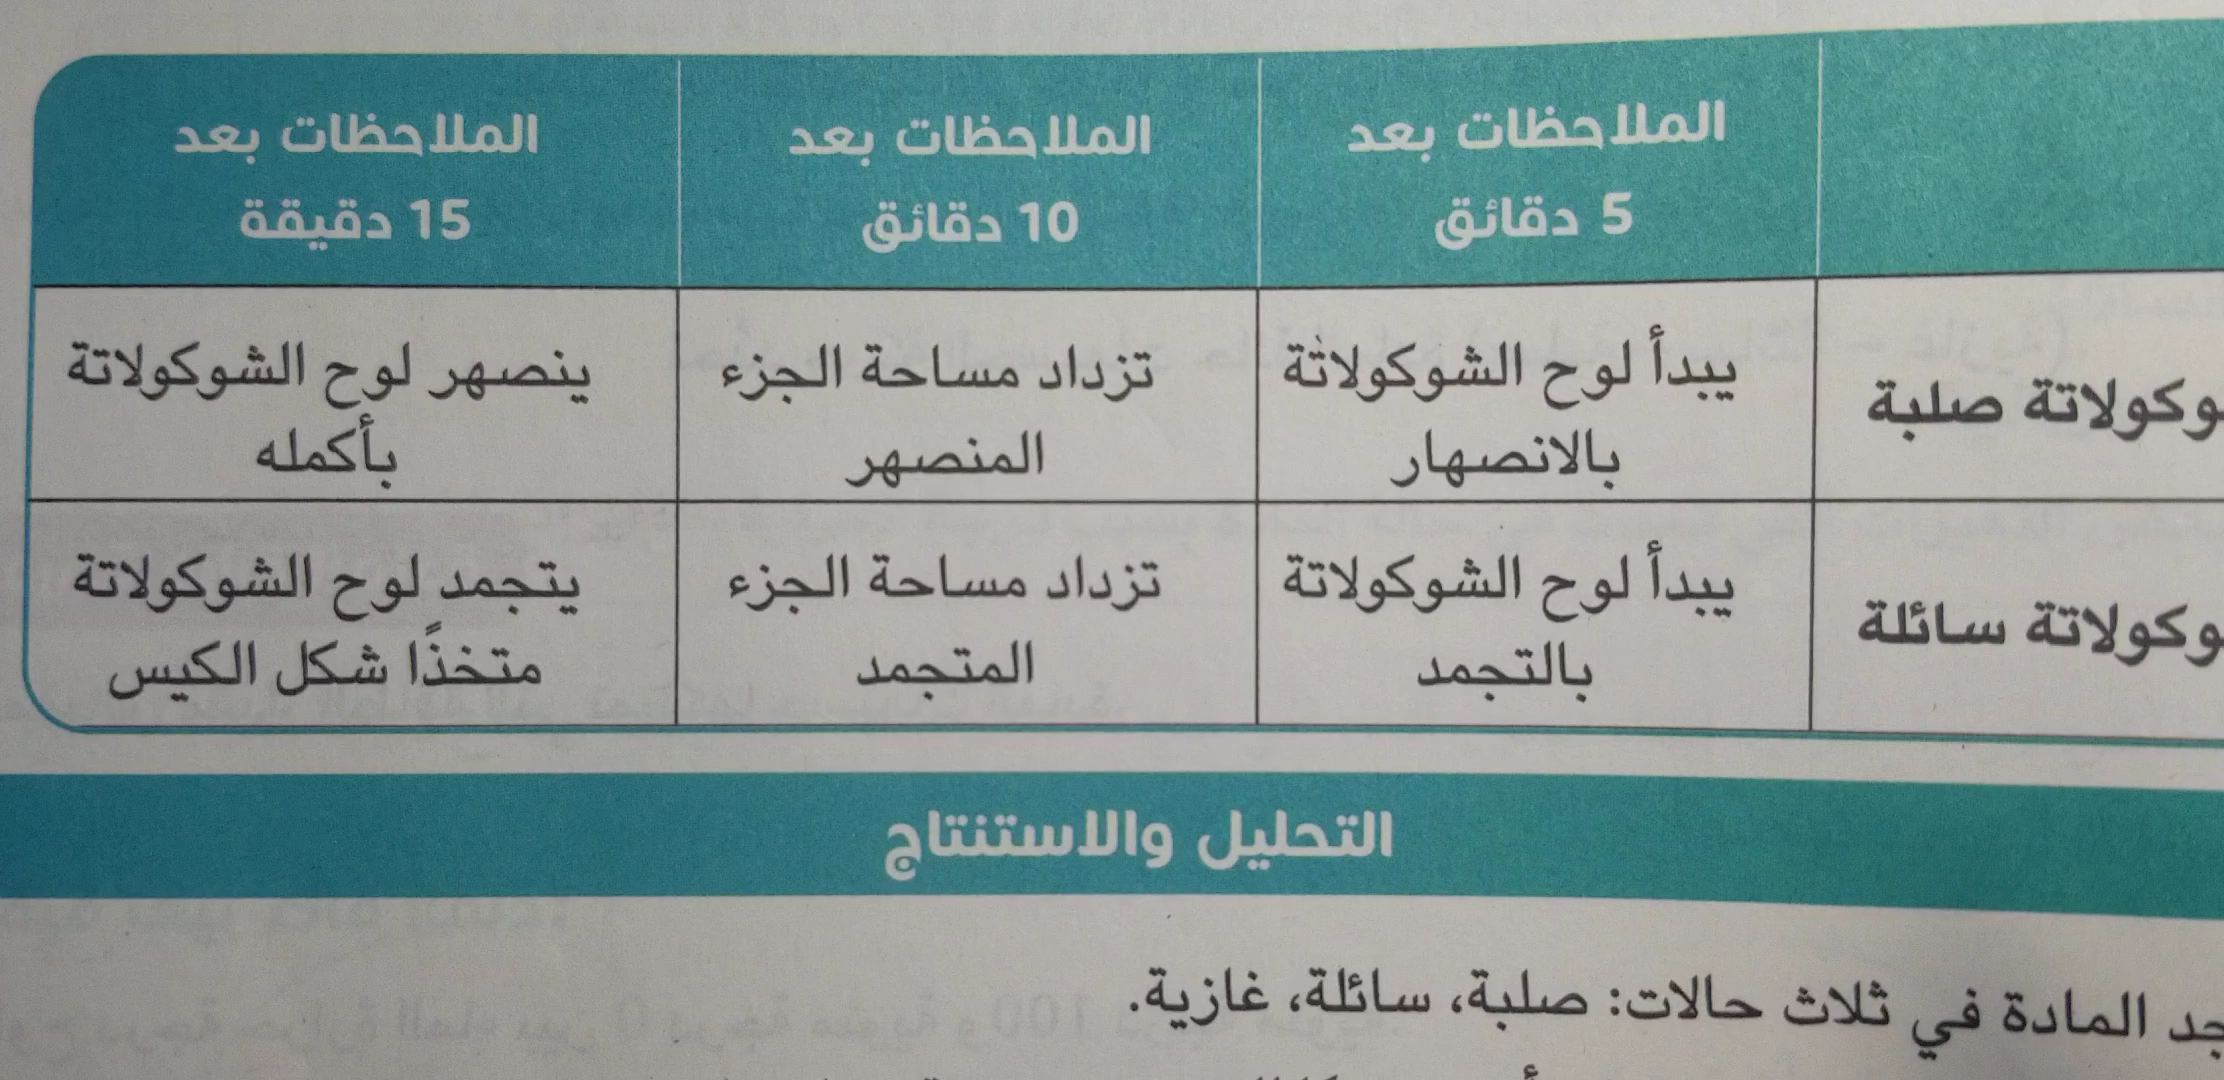 الملاحظات بعد
5 دقائق
الملاحظات بعد
10 دقائق
الملاحظات بعد
15 دقيقة
وكولاتة صلبة
يبدأ لوح الشوكولاتة
بالانصهار
تزداد مساحة الجزء
المنصهر
ينصهر لوح الشوكولاتة
بأكمله
وكولاتة سائلة
يبدأ لوح الشوكولاتة
بالتجمد
تزداد مساحة الجزء
المتجمد
يتجمد لوح الشوكولاتة
متخذًا شكل الكيس
التحليل والاستنتاج
جد المادة في ثلاث حالات: صلبة، سائلة، غازية.